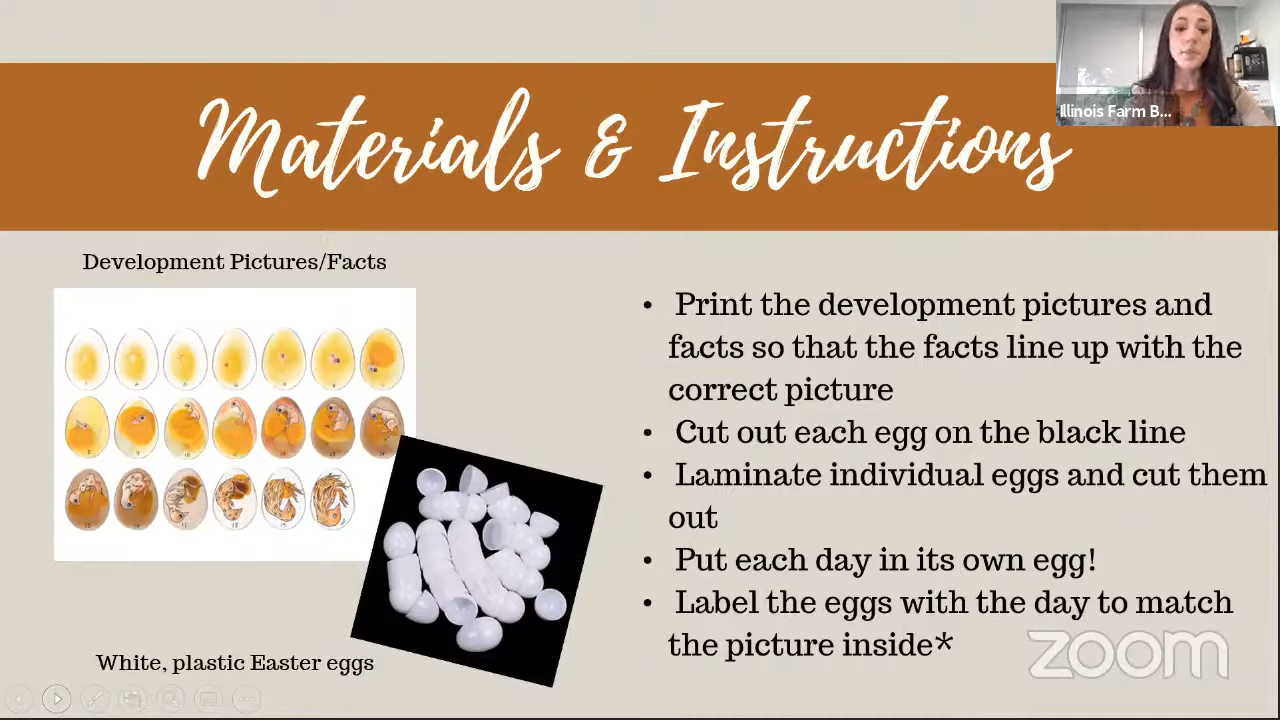 Materials & Instructions
Illinois Farm B...
Development Pictures/Facts
• Print the development pictures and
facts so that the facts line up with the
correct picture
• Cut out each egg on the black line
• Laminate individual eggs and cut them
out
• Put each day in its own egg!
• Label the eggs with the day to match
the picture inside*
White, plastic Easter eggs
zoom